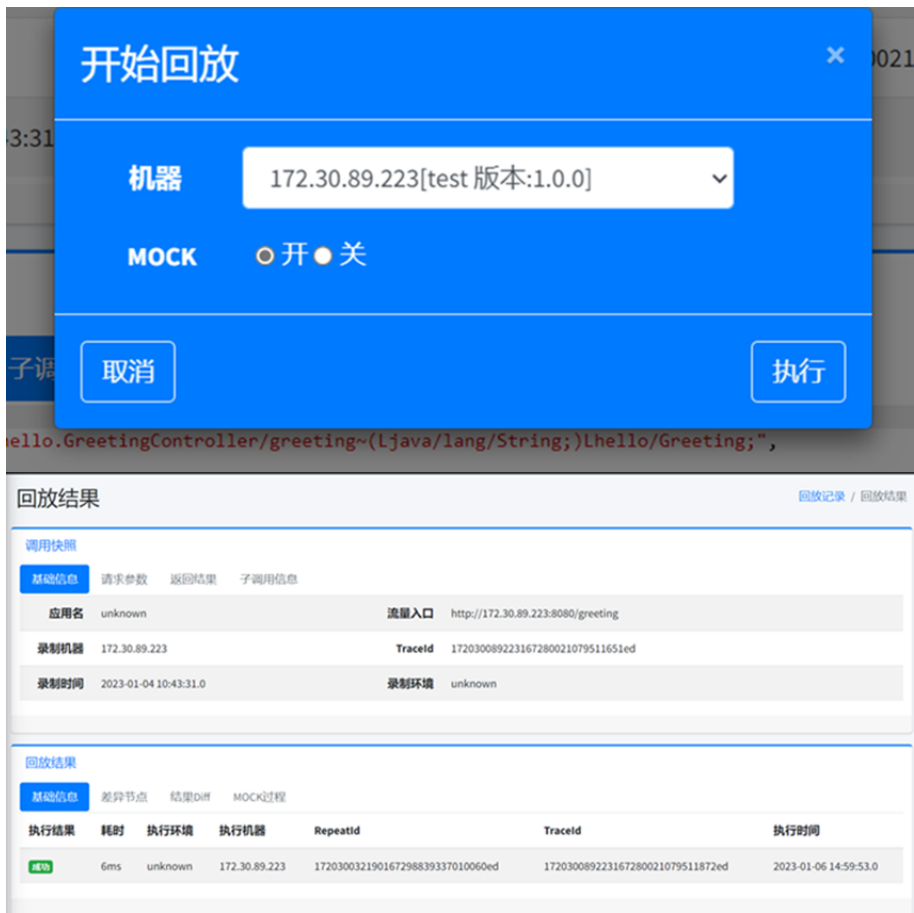 开始回放
×
0021
3:31
机器 172.30.89.223[test 版本:1.0.0]
MOCK 开 关
子调
取消 执行
hello.GreetingController/greeting~(Ljava/lang/String;)Lhello/Greeting;",
回放结果 回放记录 / 回放结果
调用快照
基础信息 请求参数 返回结果 子调用信息
应用名 unknown 流量入口 http://172.30.89.223:8080/greeting
录制机器 172.30.89.223 TraceId 172030089223167280021079511651ed
录制时间 2023-01-04 10:43:31.0 录制环境 unknown
回放结果
基础信息 差异节点 结果Diff MOCK过程
执行结果 耗时 执行环境 执行机器 RepeatId TraceId 执行时间
成功 6ms unknown 172.30.89.223 172030032190167298839337010060ed 172030089223167280021079511872ed 2023-01-06 14:59:53.0